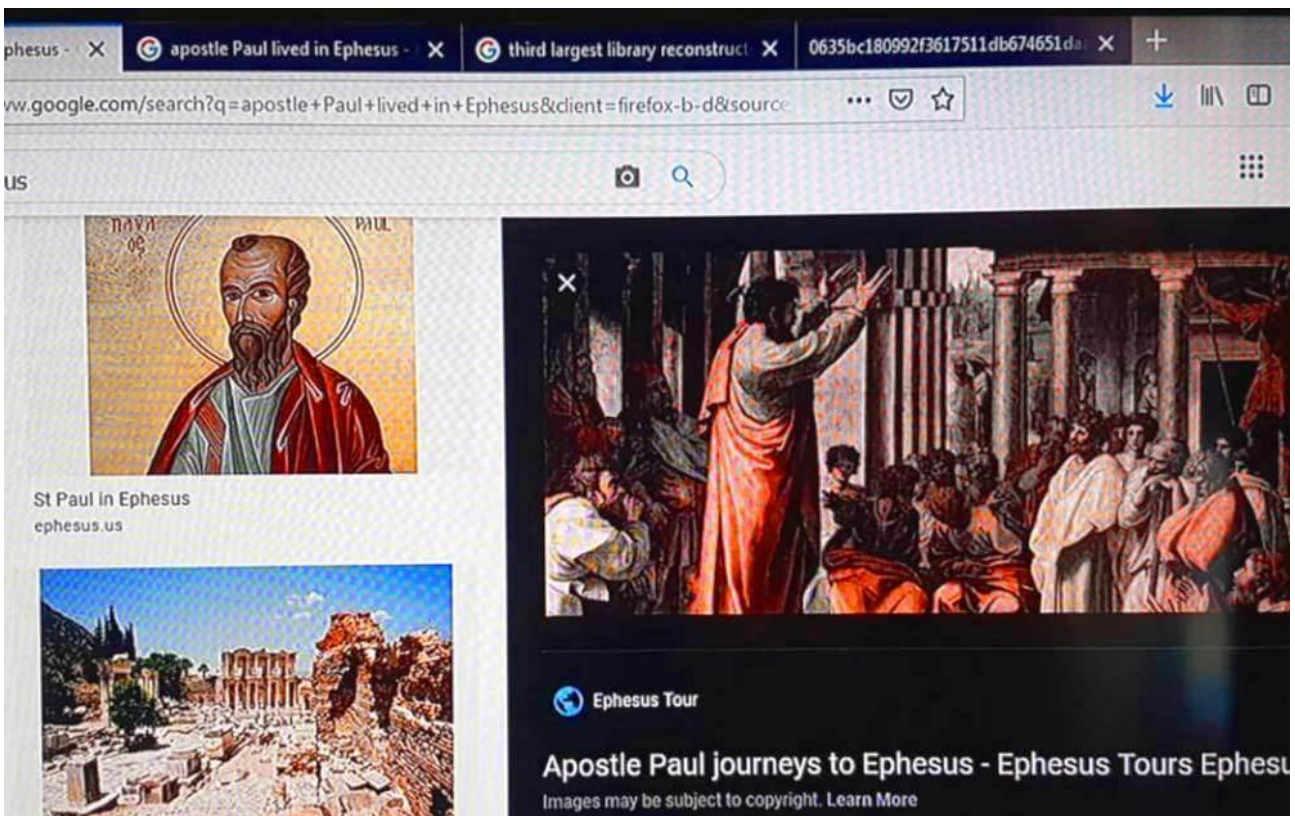 phesus -
apostle Paul lived in Ephesus -
third largest library reconstruct
0635bc180992f3617511db674651da
ww.google.com/search?q=apostle+Paul+lived+in+Ephesus&client=firefox-b-d&source
us
ΠΑΥΛ
ΟС
PAUL
St Paul in Ephesus
ephesus.us
Ephesus Tour
Apostle Paul journeys to Ephesus - Ephesus Tours Ephesu
Images may be subject to copyright. Learn More